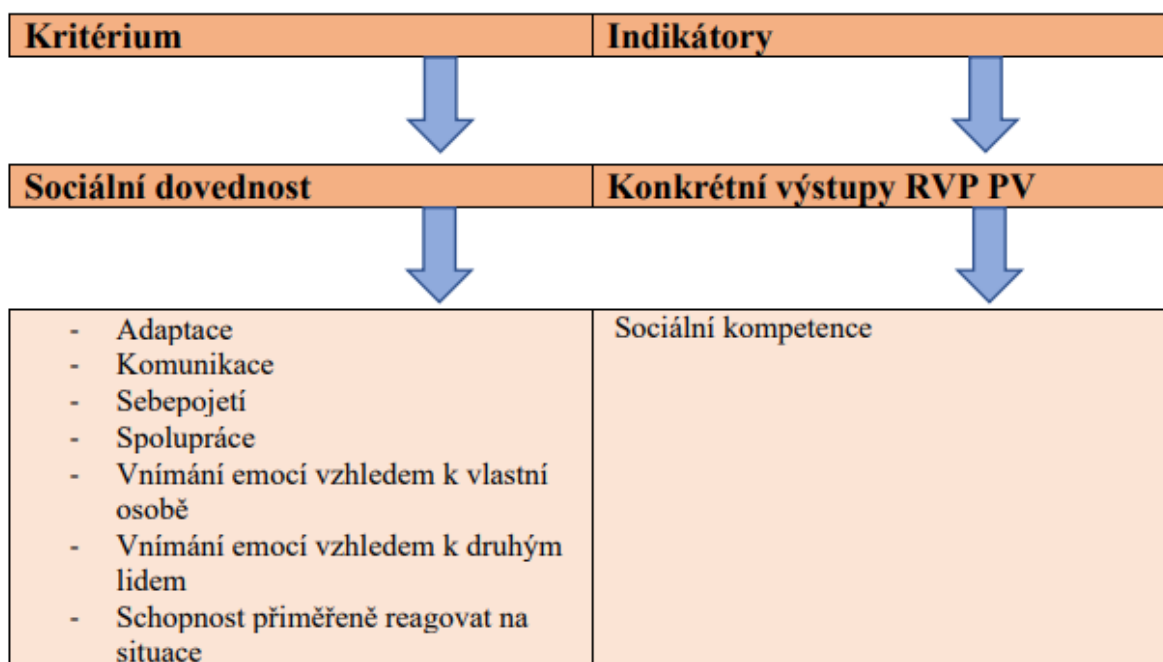 Kritérium
Indikátory
Sociální dovednost
Konkrétní výstupy RVP PV
- Adaptace
- Komunikace
- Sebepojetí
- Spolupráce
- Vnímání emocí vzhledem k vlastní
osobě
- Vnímání emocí vzhledem k druhým
lidem
- Schopnost přiměřeně reagovat na
situace
Sociální kompetence